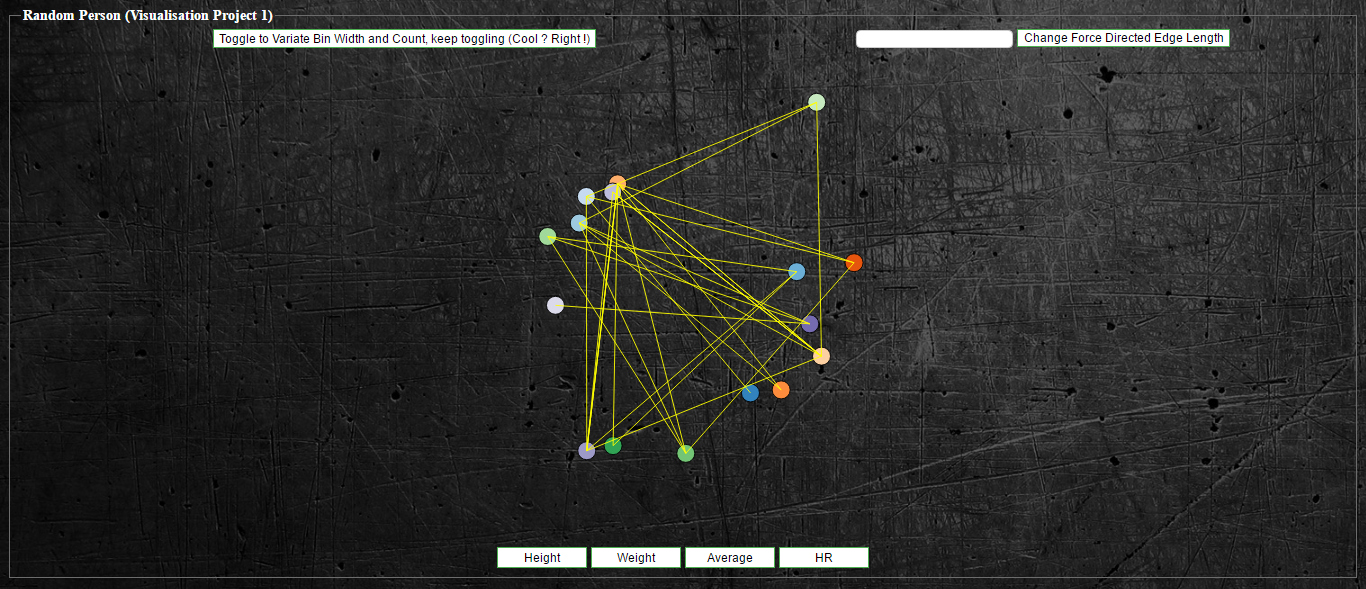 Random Person (Visualisation Project 1)
Toggle to Variate Bin Width and Count, keep toggling (Cool ? Right !)
Change Force Directed Edge Length
Height
Weight
Average
HR